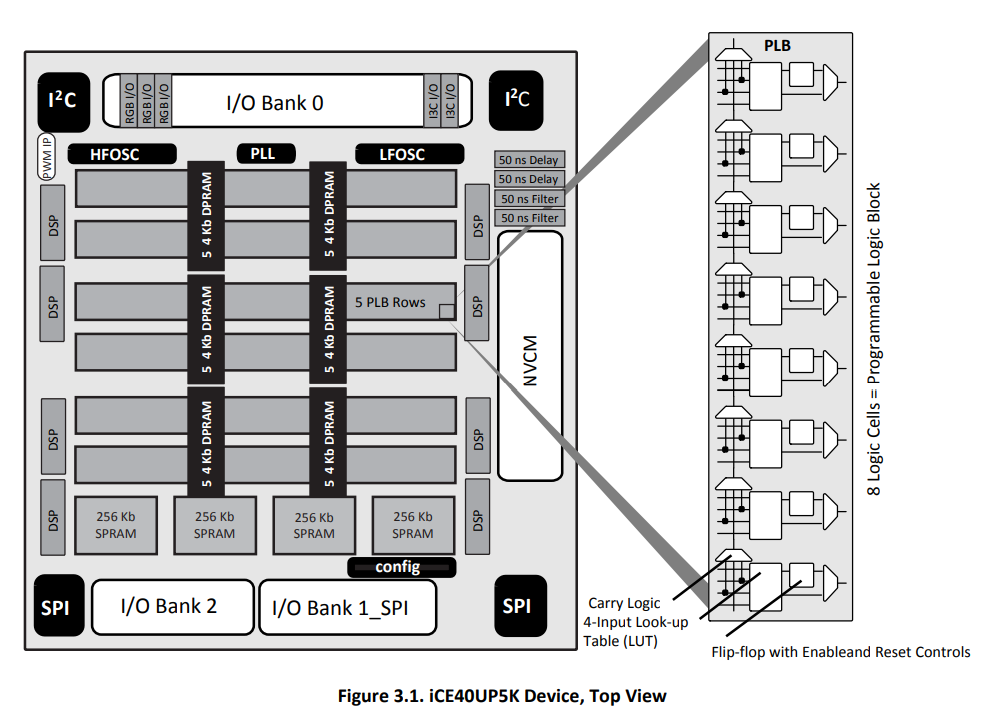 PLB
I²C
RGB I/O
RGB I/O
RGB I/O
I/O Bank 0
I3C I/O
I3C I/O
I²C
PWM IP
HFOSC
PLL
LFOSC
50 ns Delay
50 ns Delay
50 ns Filter
50 ns Filter
DSP
5 4 Kb DPRAM
5 4 Kb DPRAM
DSP
DSP
5 4 Kb DPRAM
5 4 Kb DPRAM
5 PLB Rows
DSP
NVCM
8 Logic Cells = Programmable Logic Block
DSP
5 4 Kb DPRAM
5 4 Kb DPRAM
DSP
DSP
256 Kb
SPRAM
256 Kb
SPRAM
256 Kb
SPRAM
256 Kb
SPRAM
DSP
config
SPI
I/O Bank 2
I/O Bank 1_SPI
SPI
Carry Logic
4-Input Look-up
Table (LUT)
Flip-flop with Enableand Reset Controls
Figure 3.1. iCE40UP5K Device, Top View